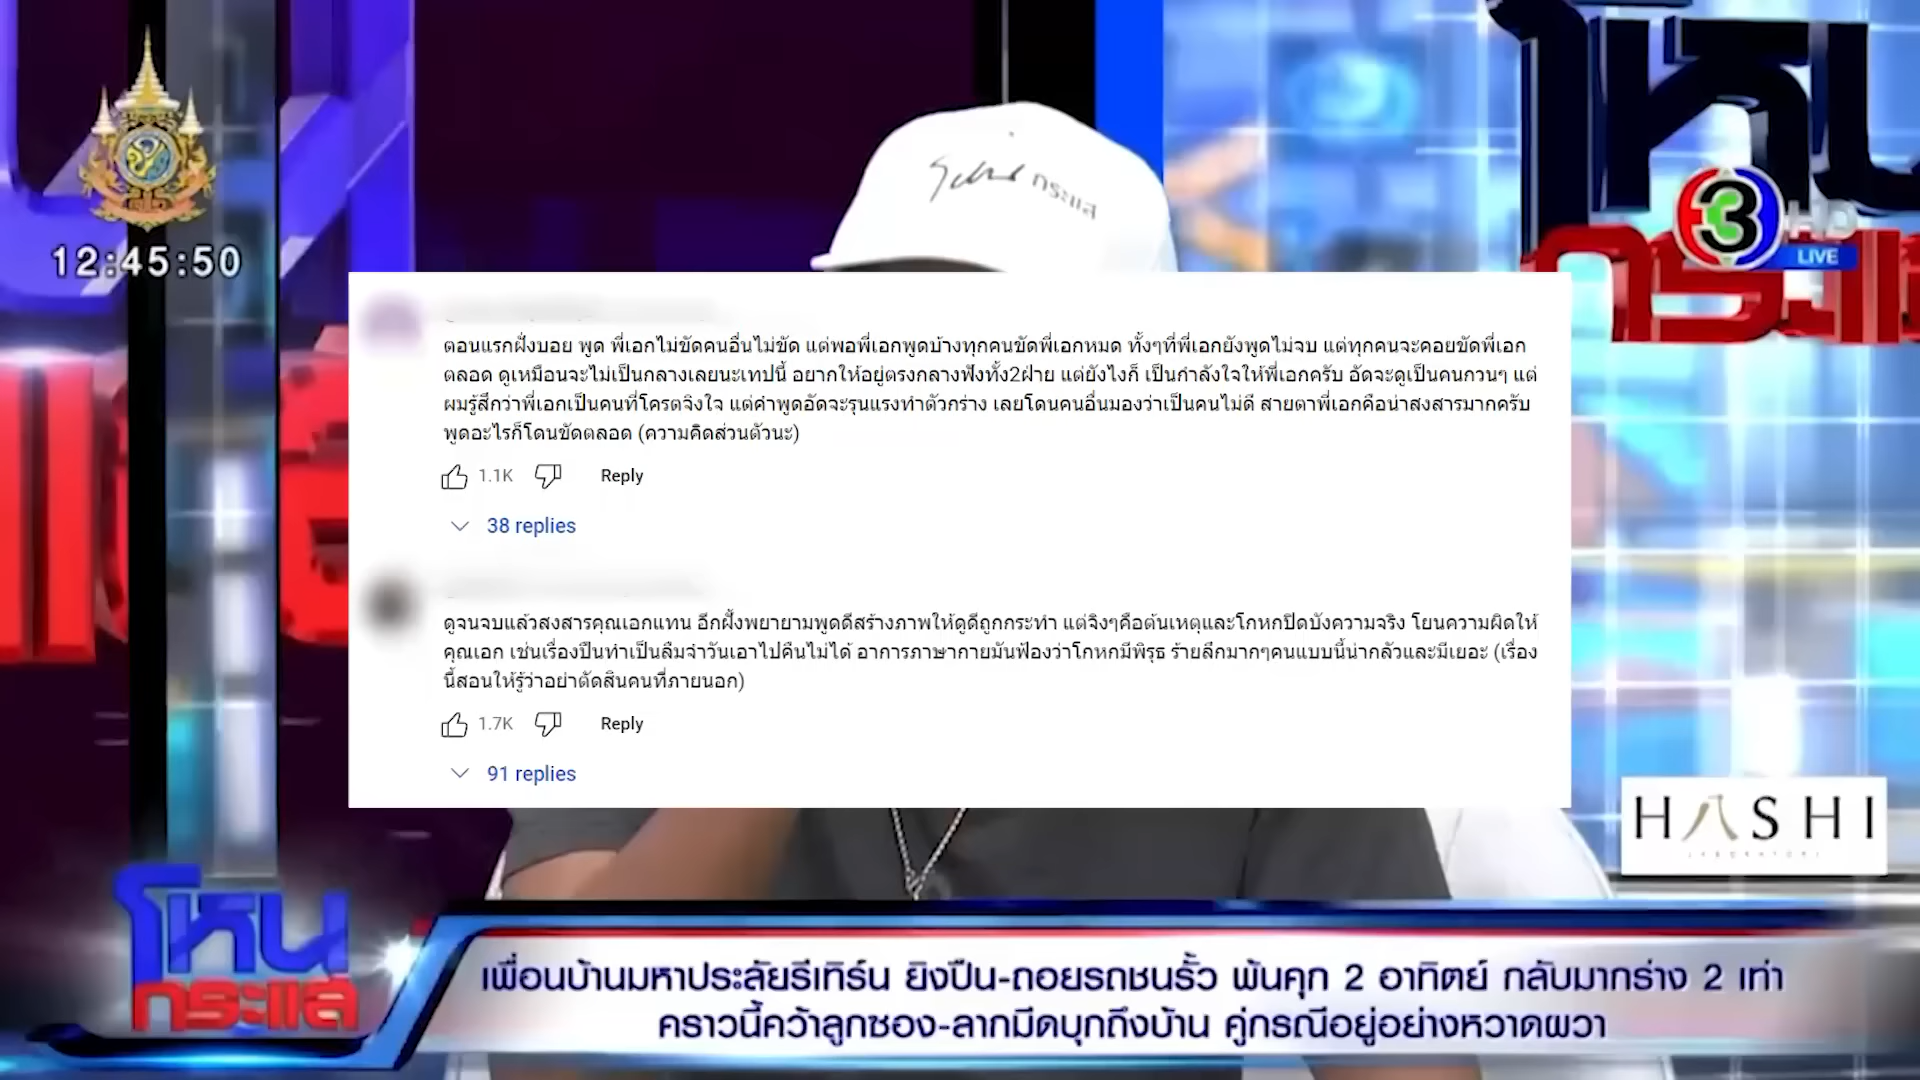 12:45:50
กระแส
โหน
กระแส
3 HD
LIVE
ตอนแรกฝั่งบอย พูด พี่เอกไม่ขัดคนอื่นไม่ขัด แต่พอพี่เอกพูดบ้างทุกคนขัดพี่เอกหมด ทั้งๆที่พี่เอกยังพูดไม่จบ แต่ทุกคนจะคอยขัดพี่เอก
ตลอด ดูเหมือนจะไม่เป็นกลางเลยนะเทปนี้ อยากให้อยู่ตรงกลางฟังทั้ง2ฝ่าย แต่ยังไงก็ เป็นกำลังใจให้พี่เอกครับ อัดจะดูเป็นคนกวนๆ แต่
ผมรู้สึกว่าพี่เอกเป็นคนที่โครตจิงใจ แต่คำพูดอัดจะรุนแรงทำตัวกร่าง เลยโดนคนอื่นมองว่าเป็นคนไม่ดี สายตาพี่เอกคือน่าสงสารมากครับ
พูดอะไรก็โดนขัดตลอด (ความคิดส่วนตัวนะ)
1.1K Reply
38 replies
ดูจนจบแล้วสงสารคุณเอกแทน อีกฝั้งพยายามพูดดีสร้างภาพให้ดูดีถูกกระทำ แต่จิงๆคือต้นเหตุและโกหกปิดบังความจริง โยนความผิดให้
คุณเอก เช่นเรื่องปืนทำเป็นลืมจำวันเอาไปคืนไม่ได้ อาการภาษากายมันฟ้องว่าโกหกมีพิรุธ ร้ายลึกมากๆคนแบบนี้น่ากลัวและมีเยอะ (เรื่อง
นี้สอนให้รู้ว่าอย่าตัดสินคนที่ภายนอก)
1.7K Reply
91 replies
HASHI
โหน
กระแส
เพื่อนบ้านมหาประลัยรีเทิร์น ยิงปืน-ถอยรถชนรั้ว พ้นคุก 2 อาทิตย์ กลับมากร่าง 2 เท่า
คราวนี้คว้าลูกซอง-ลากมีดบุกถึงบ้าน คู่กรณีอยู่อย่างหวาดผวา